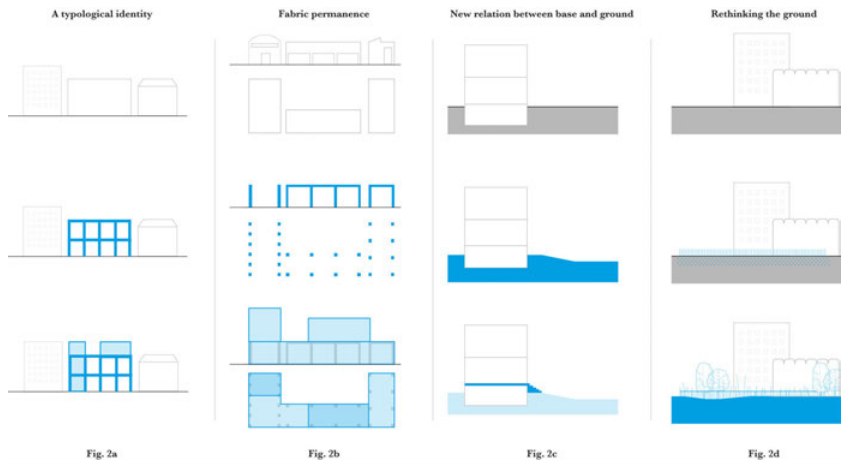 A typological identity
Fabric permanence
New relation between base and ground
Rethinking the ground
Fig. 2a
Fig. 2b
Fig. 2c
Fig. 2d